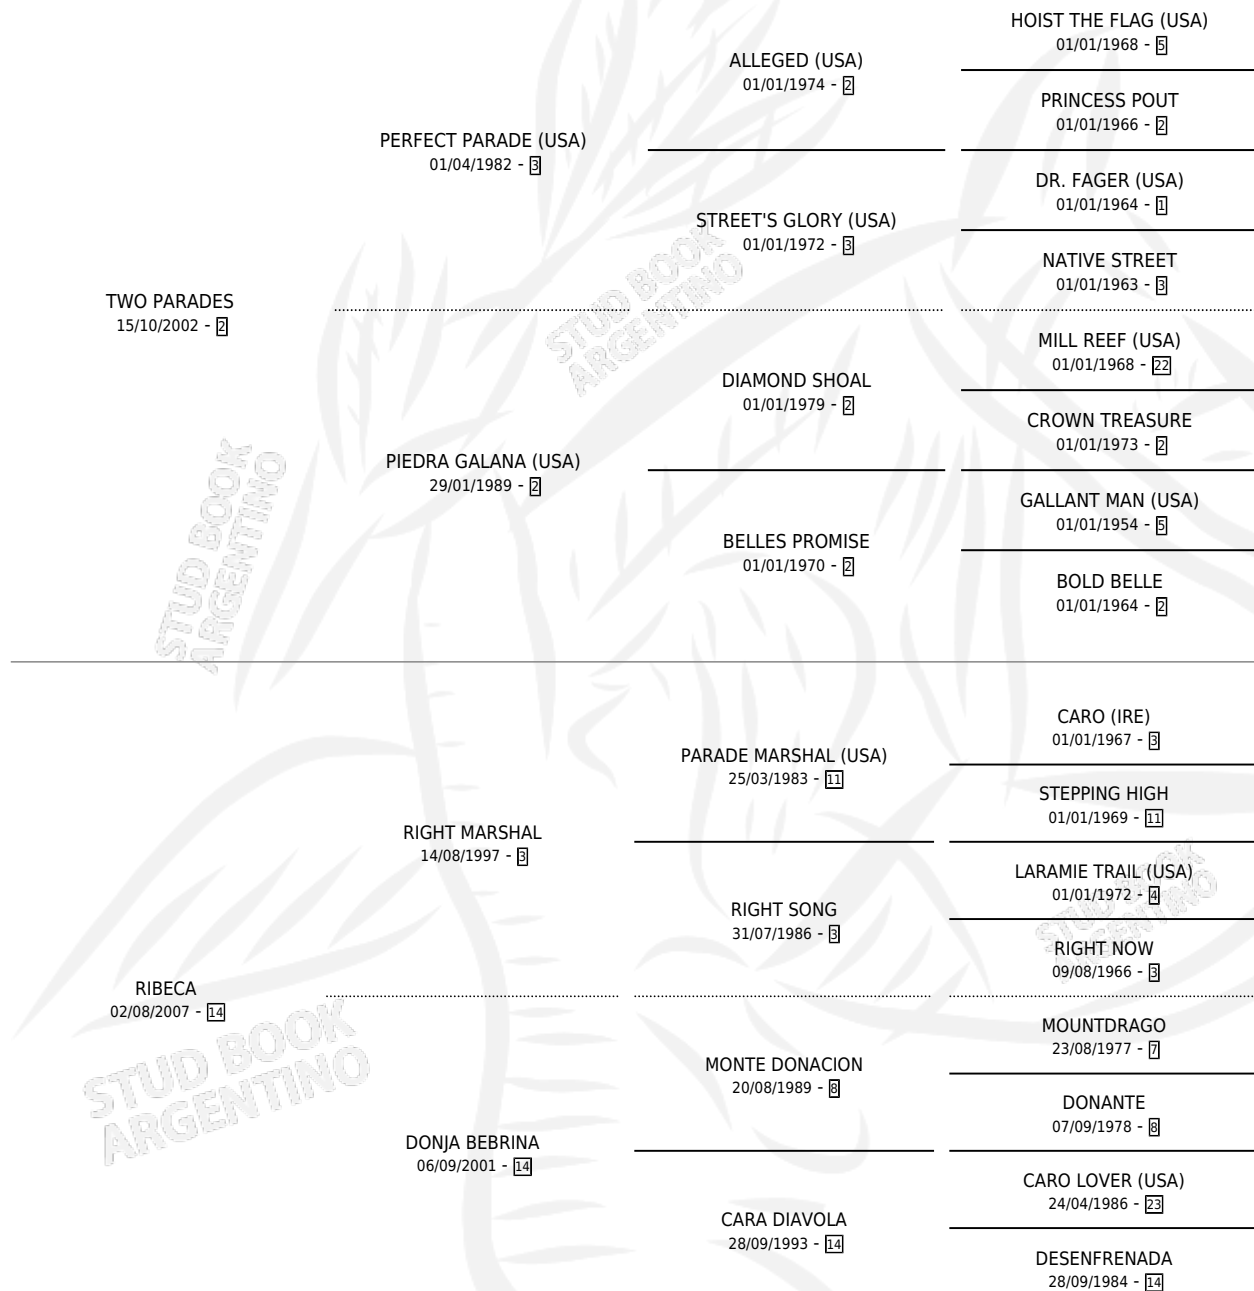 HOIST THE FLAG (USA)
01/01/1968 - 5
ALLEGED (USA)
01/01/1974 - 2
PRINCESS POUT
01/01/1966 - 2
PERFECT PARADE (USA)
01/04/1982 - 3
DR. FAGER (USA)
01/01/1964 - 1
STREET'S GLORY (USA)
01/01/1972 - 3
NATIVE STREET
01/01/1963 - 3
TWO PARADES
15/10/2002 - 2
MILL REEF (USA)
01/01/1968 - 22
DIAMOND SHOAL
01/01/1979 - 2
CROWN TREASURE
01/01/1973 - 2
PIEDRA GALANA (USA)
29/01/1989 - 2
GALLANT MAN (USA)
01/01/1954 - 5
BELLES PROMISE
01/01/1970 - 2
BOLD BELLE
01/01/1964 - 2
CARO (IRE)
01/01/1967 - 3
PARADE MARSHAL (USA)
25/03/1983 - 11
STEPPING HIGH
01/01/1969 - 11
RIGHT MARSHAL
14/08/1997 - 3
LARAMIE TRAIL (USA)
01/01/1972 - 4
RIGHT SONG
31/07/1986 - 3
RIGHT NOW
09/08/1966 - 3
RIBECA
02/08/2007 - 14
MOUNTDRAGO
23/08/1977 - 7
MONTE DONACION
20/08/1989 - 8
DONANTE
07/09/1978 - 8
DONJA BEBRINA
06/09/2001 - 14
CARO LOVER (USA)
24/04/1986 - 23
CARA DIAVOLA
28/09/1993 - 14
DESENFRENADA
28/09/1984 - 14
STUD BOOK
ARGENTINO
STUD BOOK
ARGENTINO
STUD BOOK
ARGENTINO
STUD BOOK
ARGENTINO